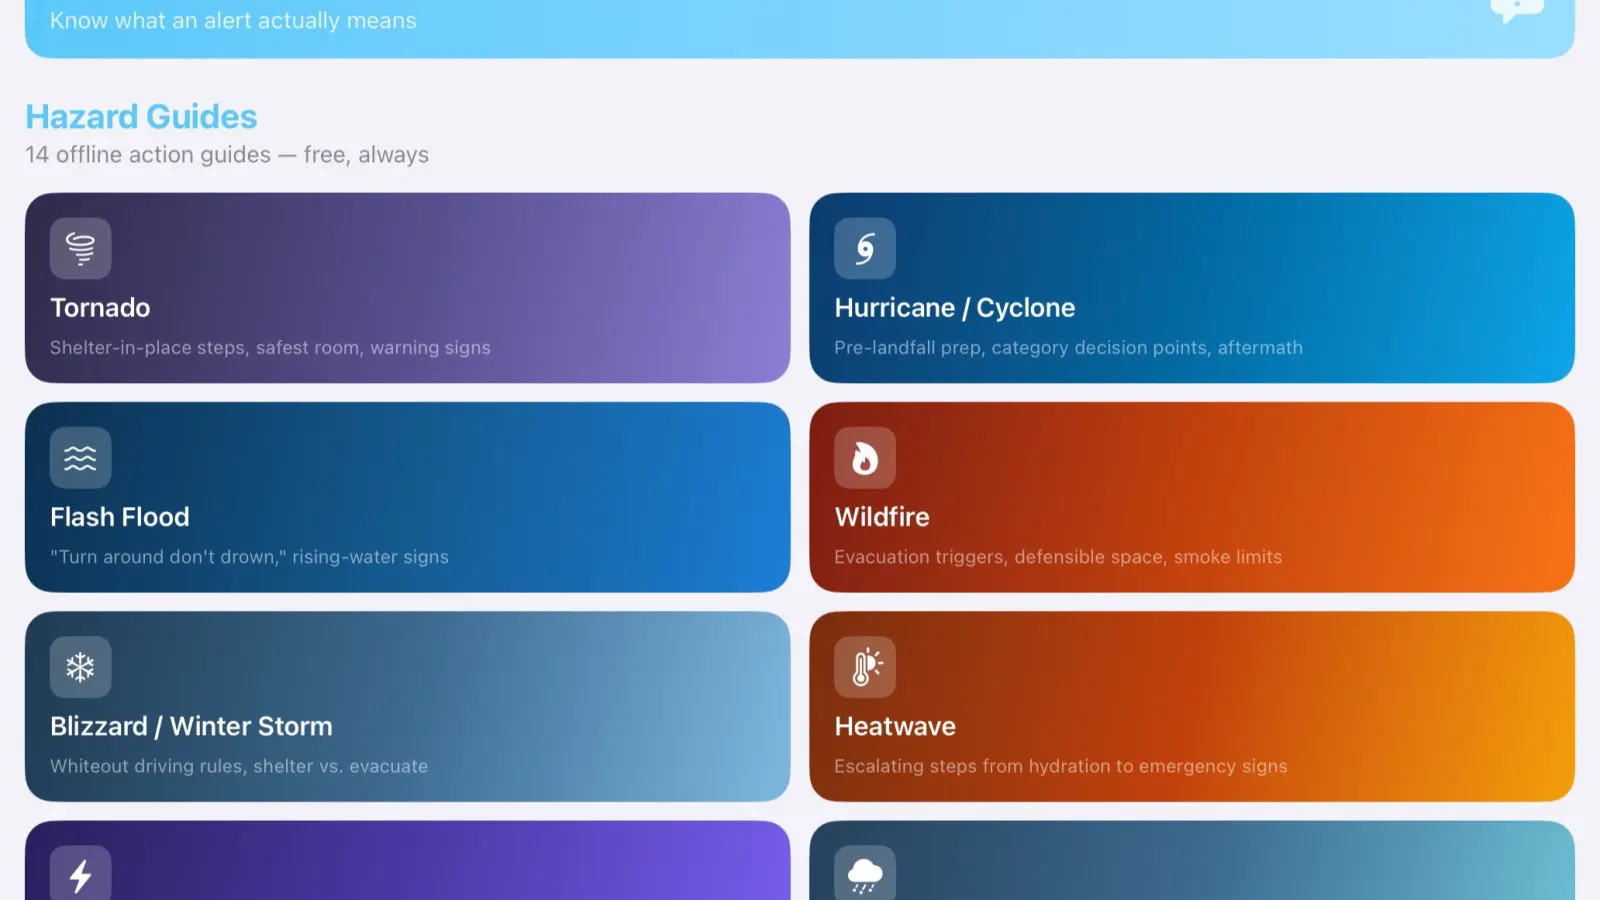 Know what an alert actually means
Hazard Guides
14 offline action guides — free, always
Tornado
Shelter-in-place steps, safest room, warning signs
Hurricane / Cyclone
Pre-landfall prep, category decision points, aftermath
Flash Flood
"Turn around don't drown," rising-water signs
Wildfire
Evacuation triggers, defensible space, smoke limits
Blizzard / Winter Storm
Whiteout driving rules, shelter vs. evacuate
Heatwave
Escalating steps from hydration to emergency signs